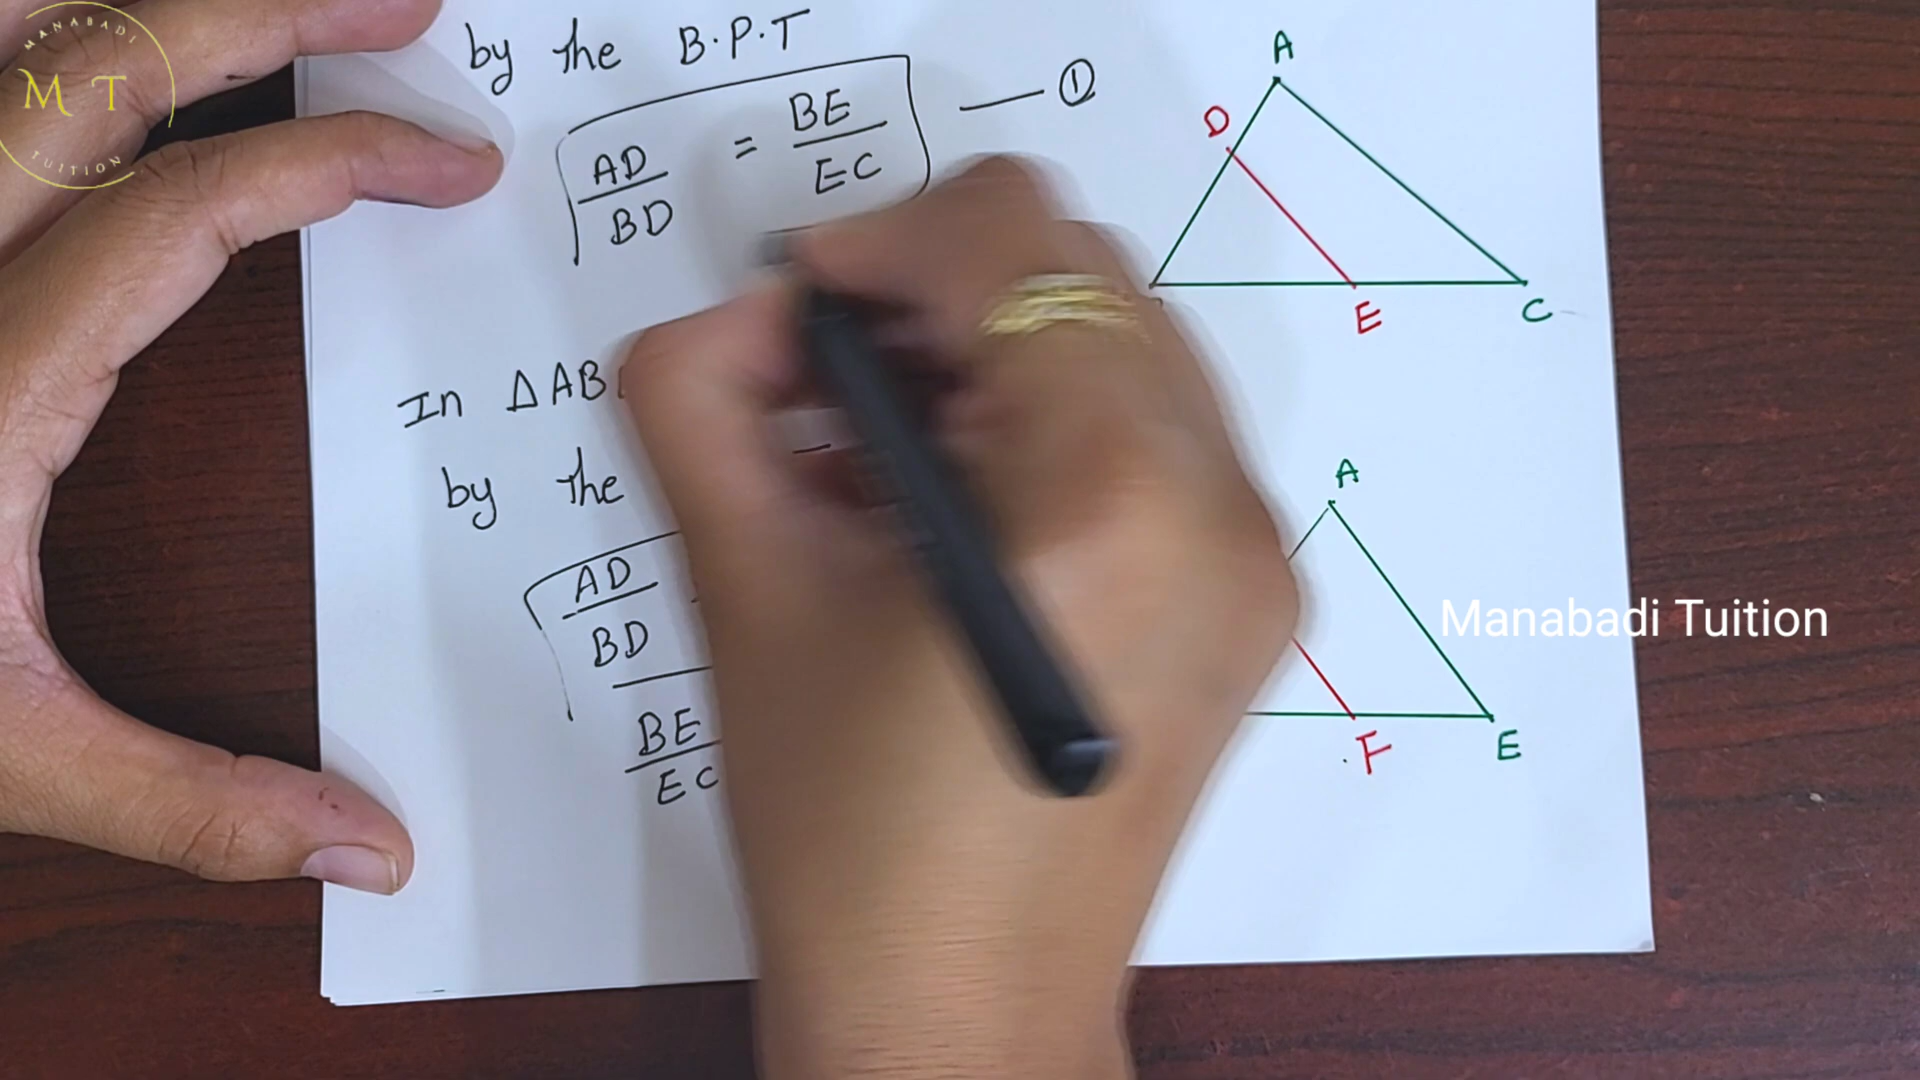 MANABADI
M T
TUITION
by the B.P.T
AD/BD = BE/EC — ①
In ΔAB
by the
AD/BD
BE/EC
A
D
E
C
A
F
E
Manabadi Tuition